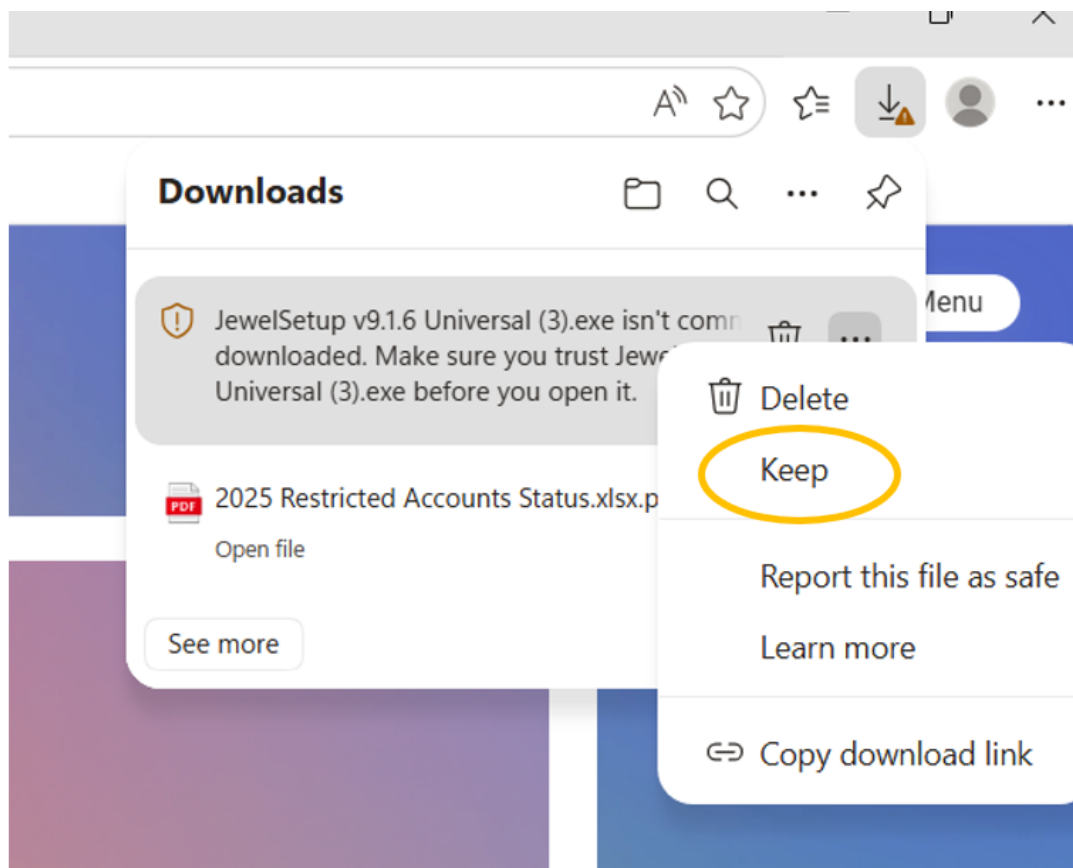 A
Downloads
Menu
JewelSetup v9.1.6 Universal (3).exe isn't
downloaded. Make sure you trust
Universal (3).exe before you open it.
Delete
Keep
PDF
2025 Restricted Accounts Status.xlsx.p
Open file
Report this file as safe
See more
Learn more
Copy download link